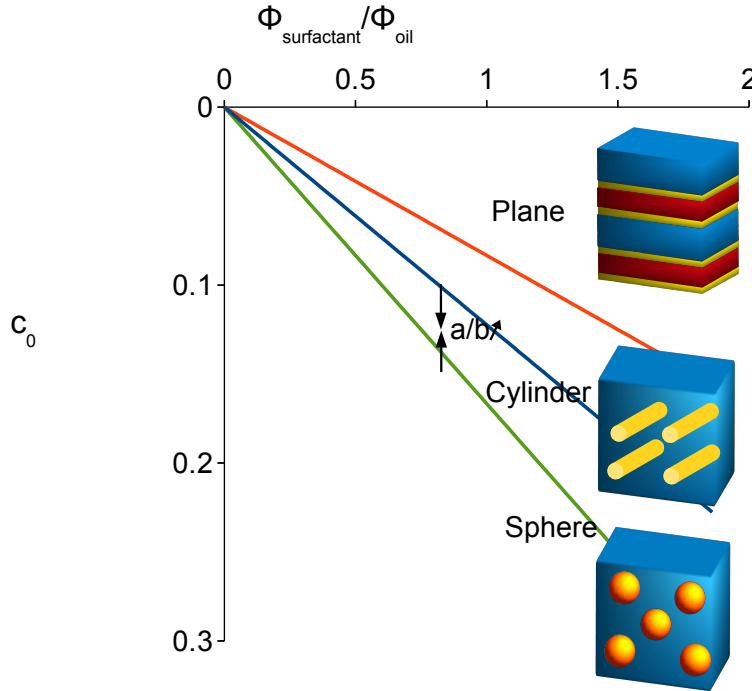 Φsurfactant/Φoil
0 0.5 1 1.5 2
0
Plane
0.1
c0
a/b
Cylinder
0.2
Sphere
0.3